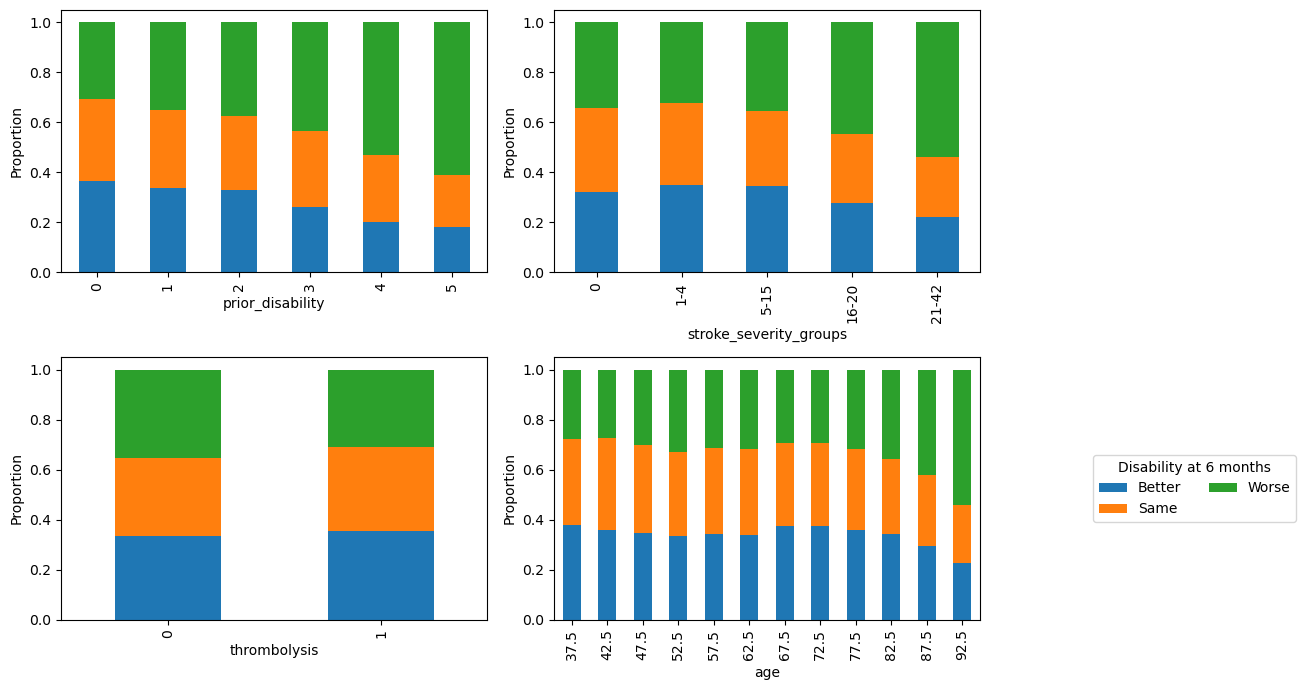 1.0
0.8
0.6
0.4
0.2
0.0
Proportion
0 1 2 3 4 5
prior_disability
1.0
0.8
0.6
0.4
0.2
0.0
Proportion
0 1-4 5-15 16-20 21-42
stroke_severity_groups
1.0
0.8
0.6
0.4
0.2
0.0
Proportion
0 1
thrombolysis
1.0
0.8
0.6
0.4
0.2
0.0
Proportion
37.5 42.5 47.5 52.5 57.5 62.5 67.5 72.5 77.5 82.5 87.5 92.5
age
Disability at 6 months
Better Worse
Same